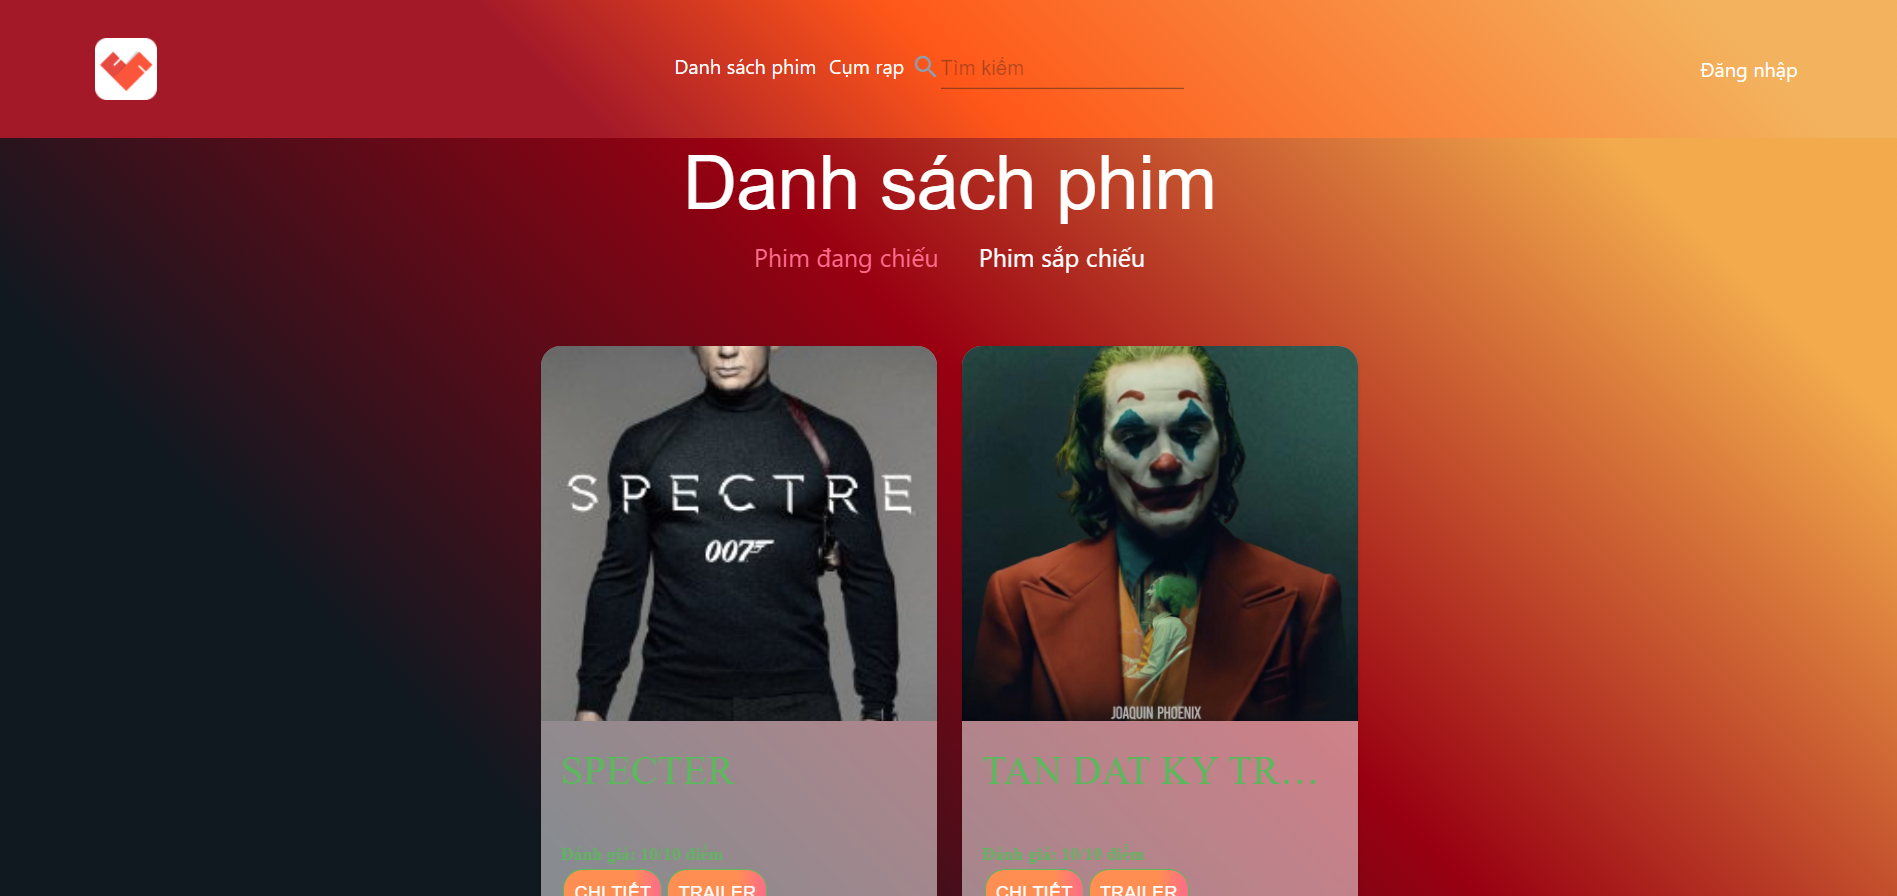 Danh sách phim Cụm rạp Tìm kiếm Đăng nhập
Danh sách phim
Phim đang chiếu Phim sắp chiếu
SPECTRE
007
JOAQUIN PHOENIX
SPECTER
TAN DAT KY TR...
Đánh giá: 10/10 điểm
Đánh giá: 10/10 điểm
CHI TIẾT TRAILER
CHI TIẾT TRAILER